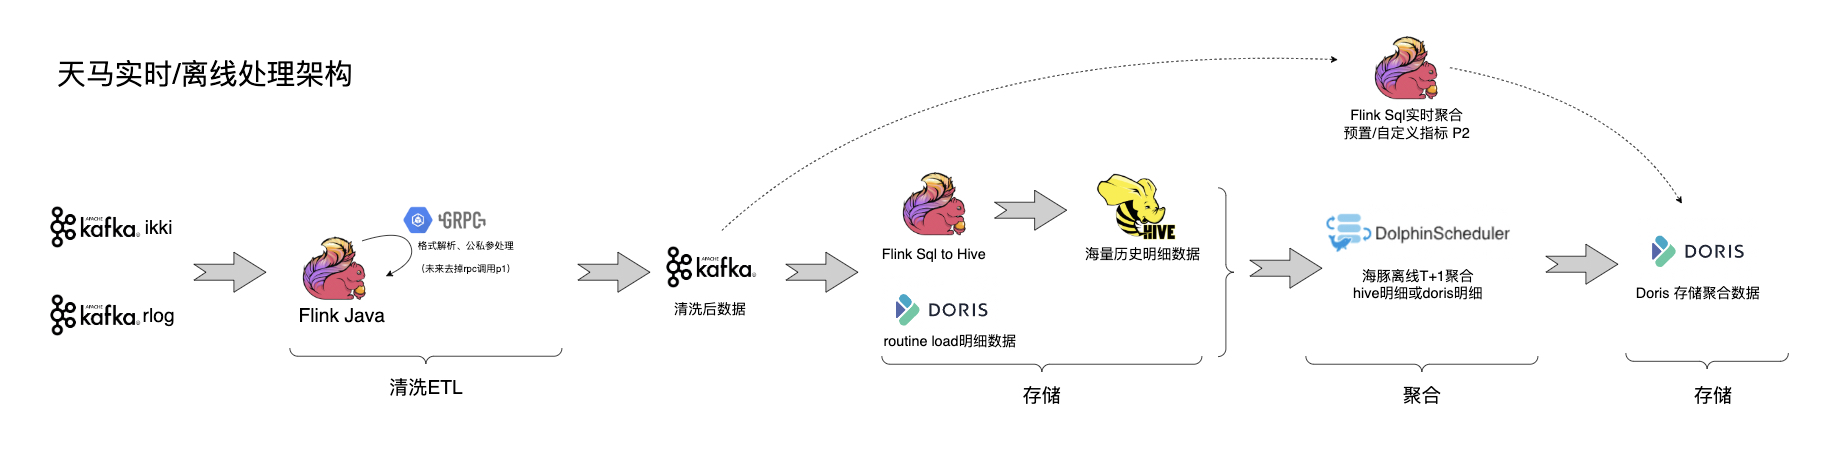 天马实时/离线处理架构
Flink Sql实时聚合
预置/自定义指标 P2
APACHE
kafka. ikki
GRPC
格式解析、公私参处理
（未来去掉rpc调用p1）
APACHE
kafka. rlog
Flink Java
清洗ETL
APACHE
kafka.
清洗后数据
Flink Sql to Hive
HIVE
海量历史明细数据
DORIS
routine load明细数据
存储
DolphinScheduler
海豚离线T+1聚合
hive明细或doris明细
聚合
DORIS
Doris 存储聚合数据
存储